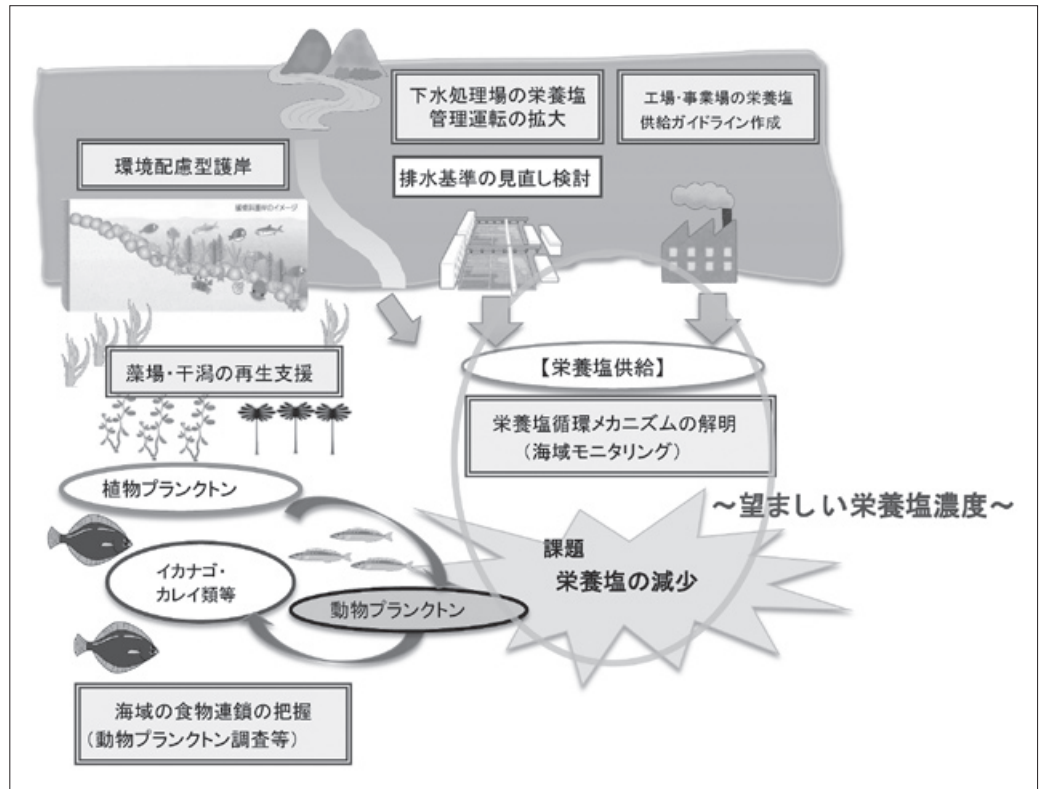 下水処理場の栄養塩
管理運転の拡大
工場・事業場の栄養塩
供給ガイドライン作成
環境配慮型護岸
排水基準の見直し検討
藻場・干潟の再生支援
【栄養塩供給】
栄養塩循環メカニズムの解明
(海域モニタリング)
植物プランクトン
～望ましい栄養塩濃度～
課題
栄養塩の減少
イカナゴ・
カレイ類等
動物プランクトン
海域の食物連鎖の把握
(動物プランクトン調査等)